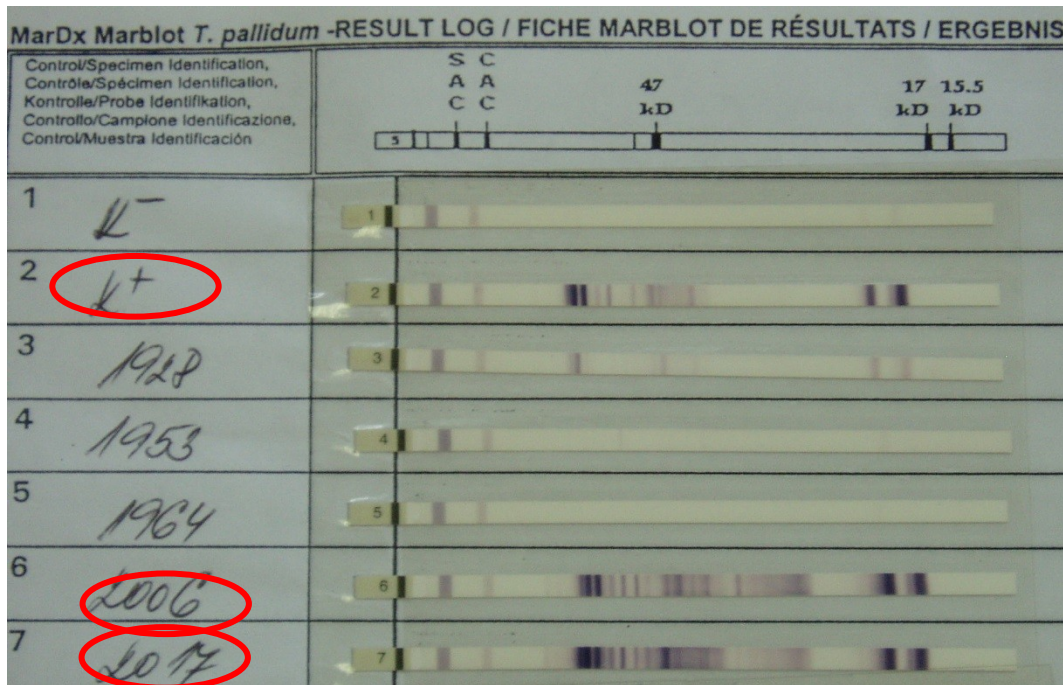 MarDx Marblot T. pallidum -RESULT LOG / FICHE MARBLOT DE RÉSULTATS / ERGEBNIS
Control/Specimen Identification,
Contrôle/Spécimen Identification,
Kontrolle/Probe Identifikation,
Controllo/Campione Identificazione,
Control/Muestra Identificación
S C
A A
C C
47 17 15.5
kD kD kD
5
1 K- 1
2 K+ 2
3 1928 3
4 1953 4
5 1964 5
6 2006 6
7 2017 7